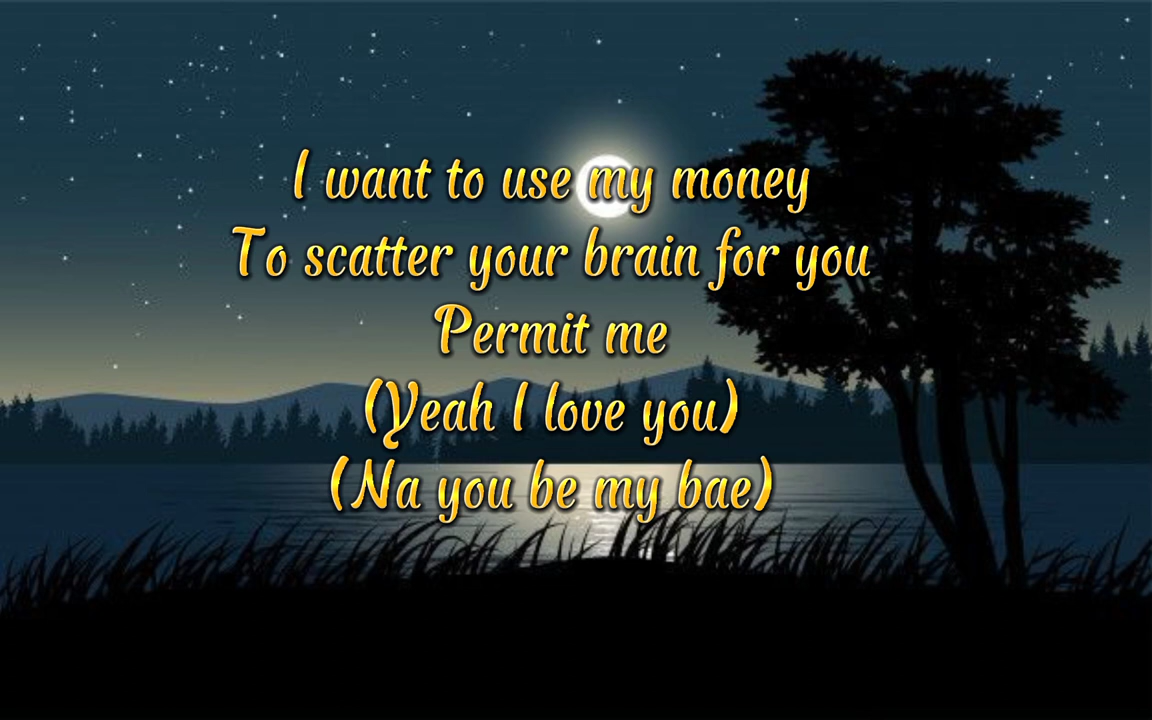 I want to use my money
To scatter your brain for you
Permit me
(Yeah I love you)
(Na you be my bae)